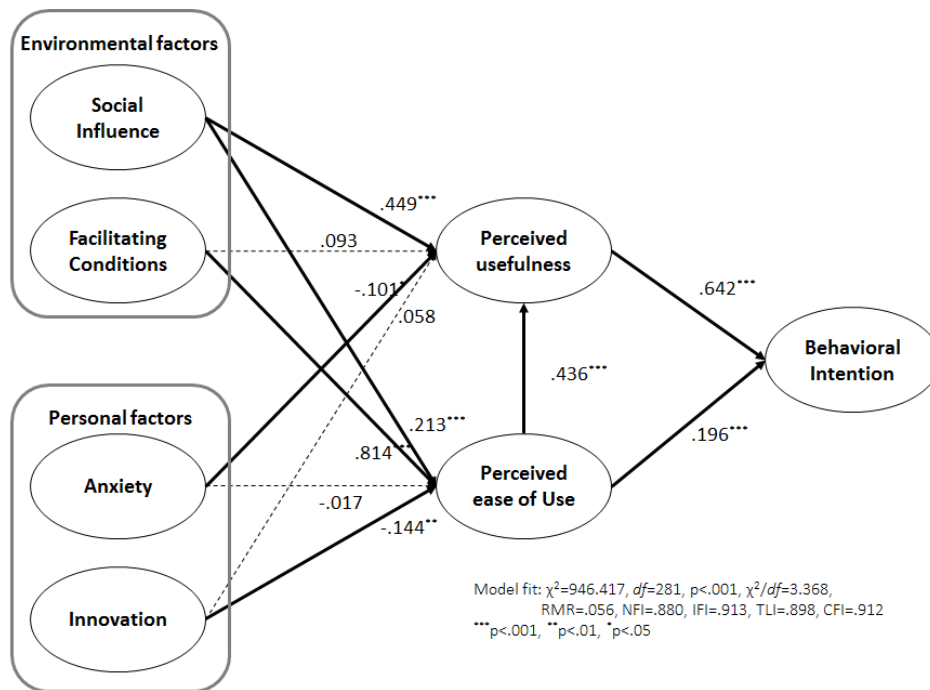 Environmental factors
Social
Influence
.449***
Facilitating
Conditions
.093
Perceived
usefulness
-.101
.058
.642***
Behavioral
Intention
.436***
Personal factors
.213***
.196***
.814***
Anxiety
Perceived
ease of Use
-.017
-.144**
Innovation
Model fit: χ²=946.417, df=281, p<.001, χ²/df=3.368,
RMR=.056, NFI=.880, IFI=.913, TLI=.898, CFI=.912
***p<.001, **p<.01, *p<.05